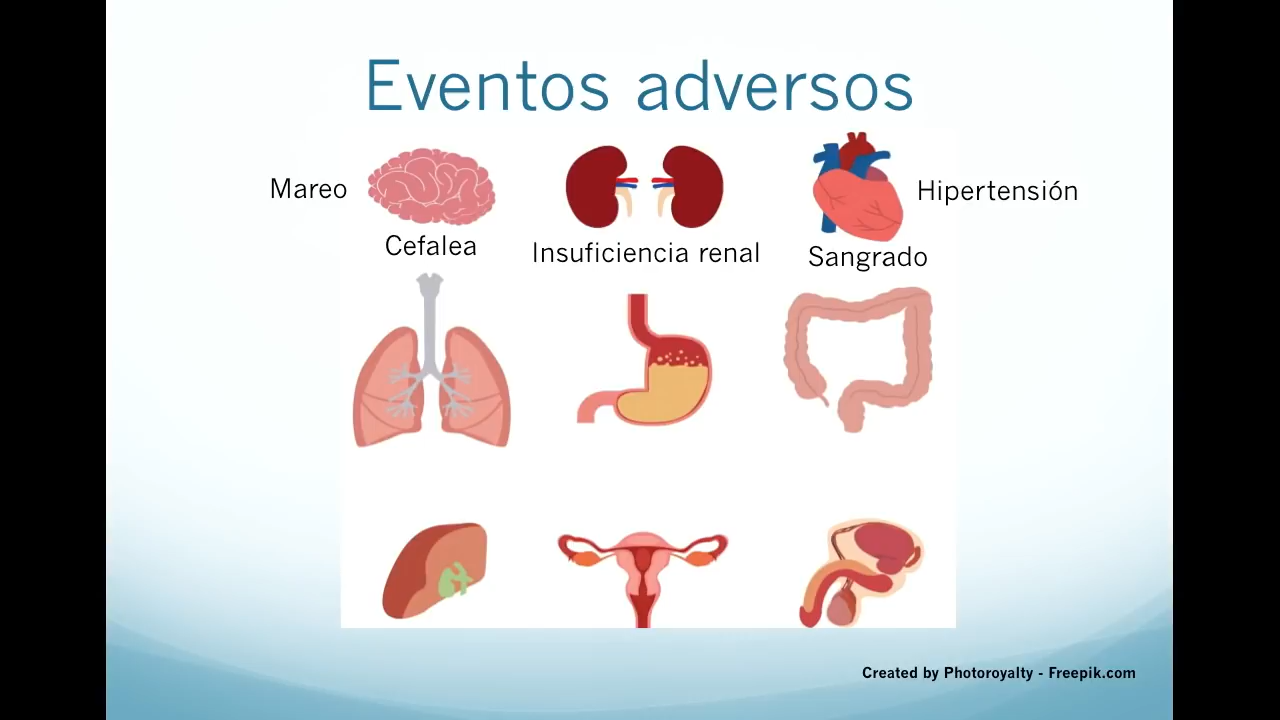 Eventos adversos
Mareo
Cefalea
Insuficiencia renal
Hipertensión
Sangrado
Created by Photoroyalty - Freepik.com